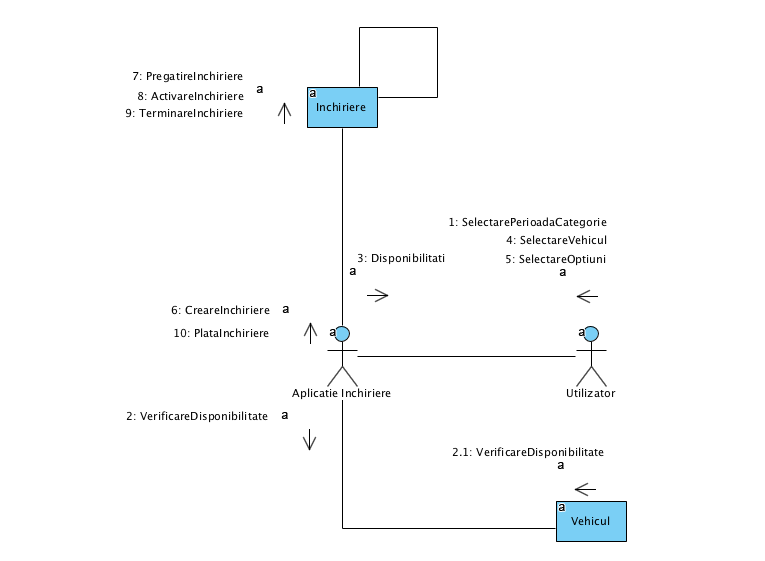 7: PregatireInchiriere
a
8: ActivareInchiriere
9: TerminareInchiriere
a
Inchiriere
1: SelectarePerioadaCategorie
4: SelectareVehicul
3: Disponibilitati
5: SelectareOptiuni
a
a
6: CreareInchiriere
a
10: PlataInchiriere
a
a
Aplicatie Inchiriere
Utilizator
2: VerificareDisponibilitate
a
2.1: VerificareDisponibilitate
a
a
Vehicul